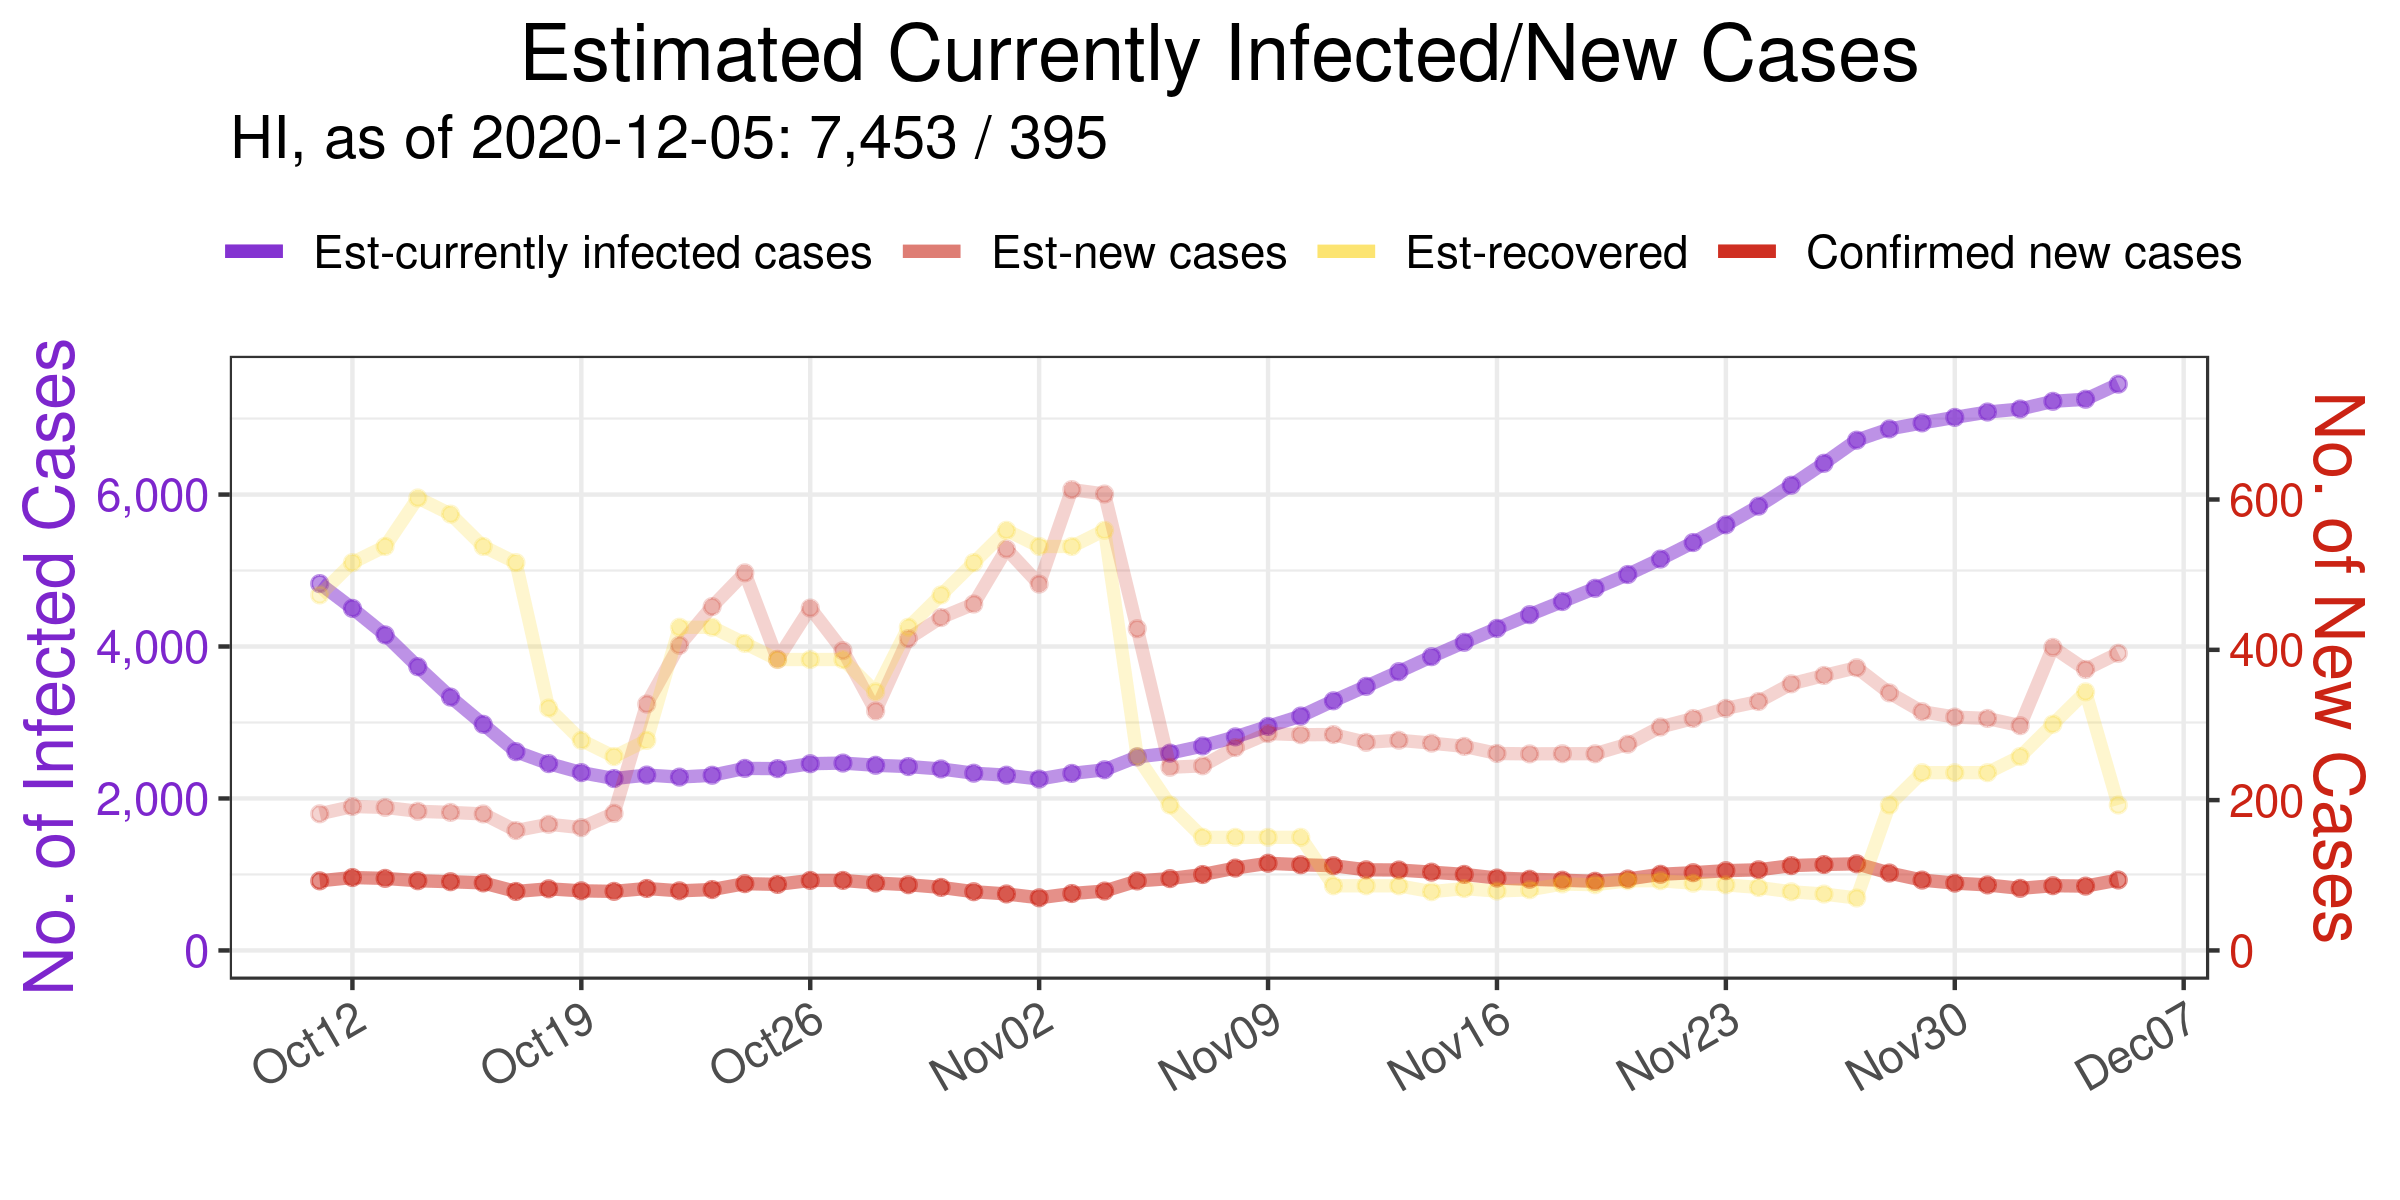 Estimated Currently Infected/New Cases
HI, as of 2020-12-05: 7,453 / 395
Est-currently infected cases Est-new cases Est-recovered Confirmed new cases
No. of Infected Cases
6,000
4,000
2,000
0
600
400
200
0
No. of New Cases
Oct12 Oct19 Oct26 Nov02 Nov09 Nov16 Nov23 Nov30 Dec07